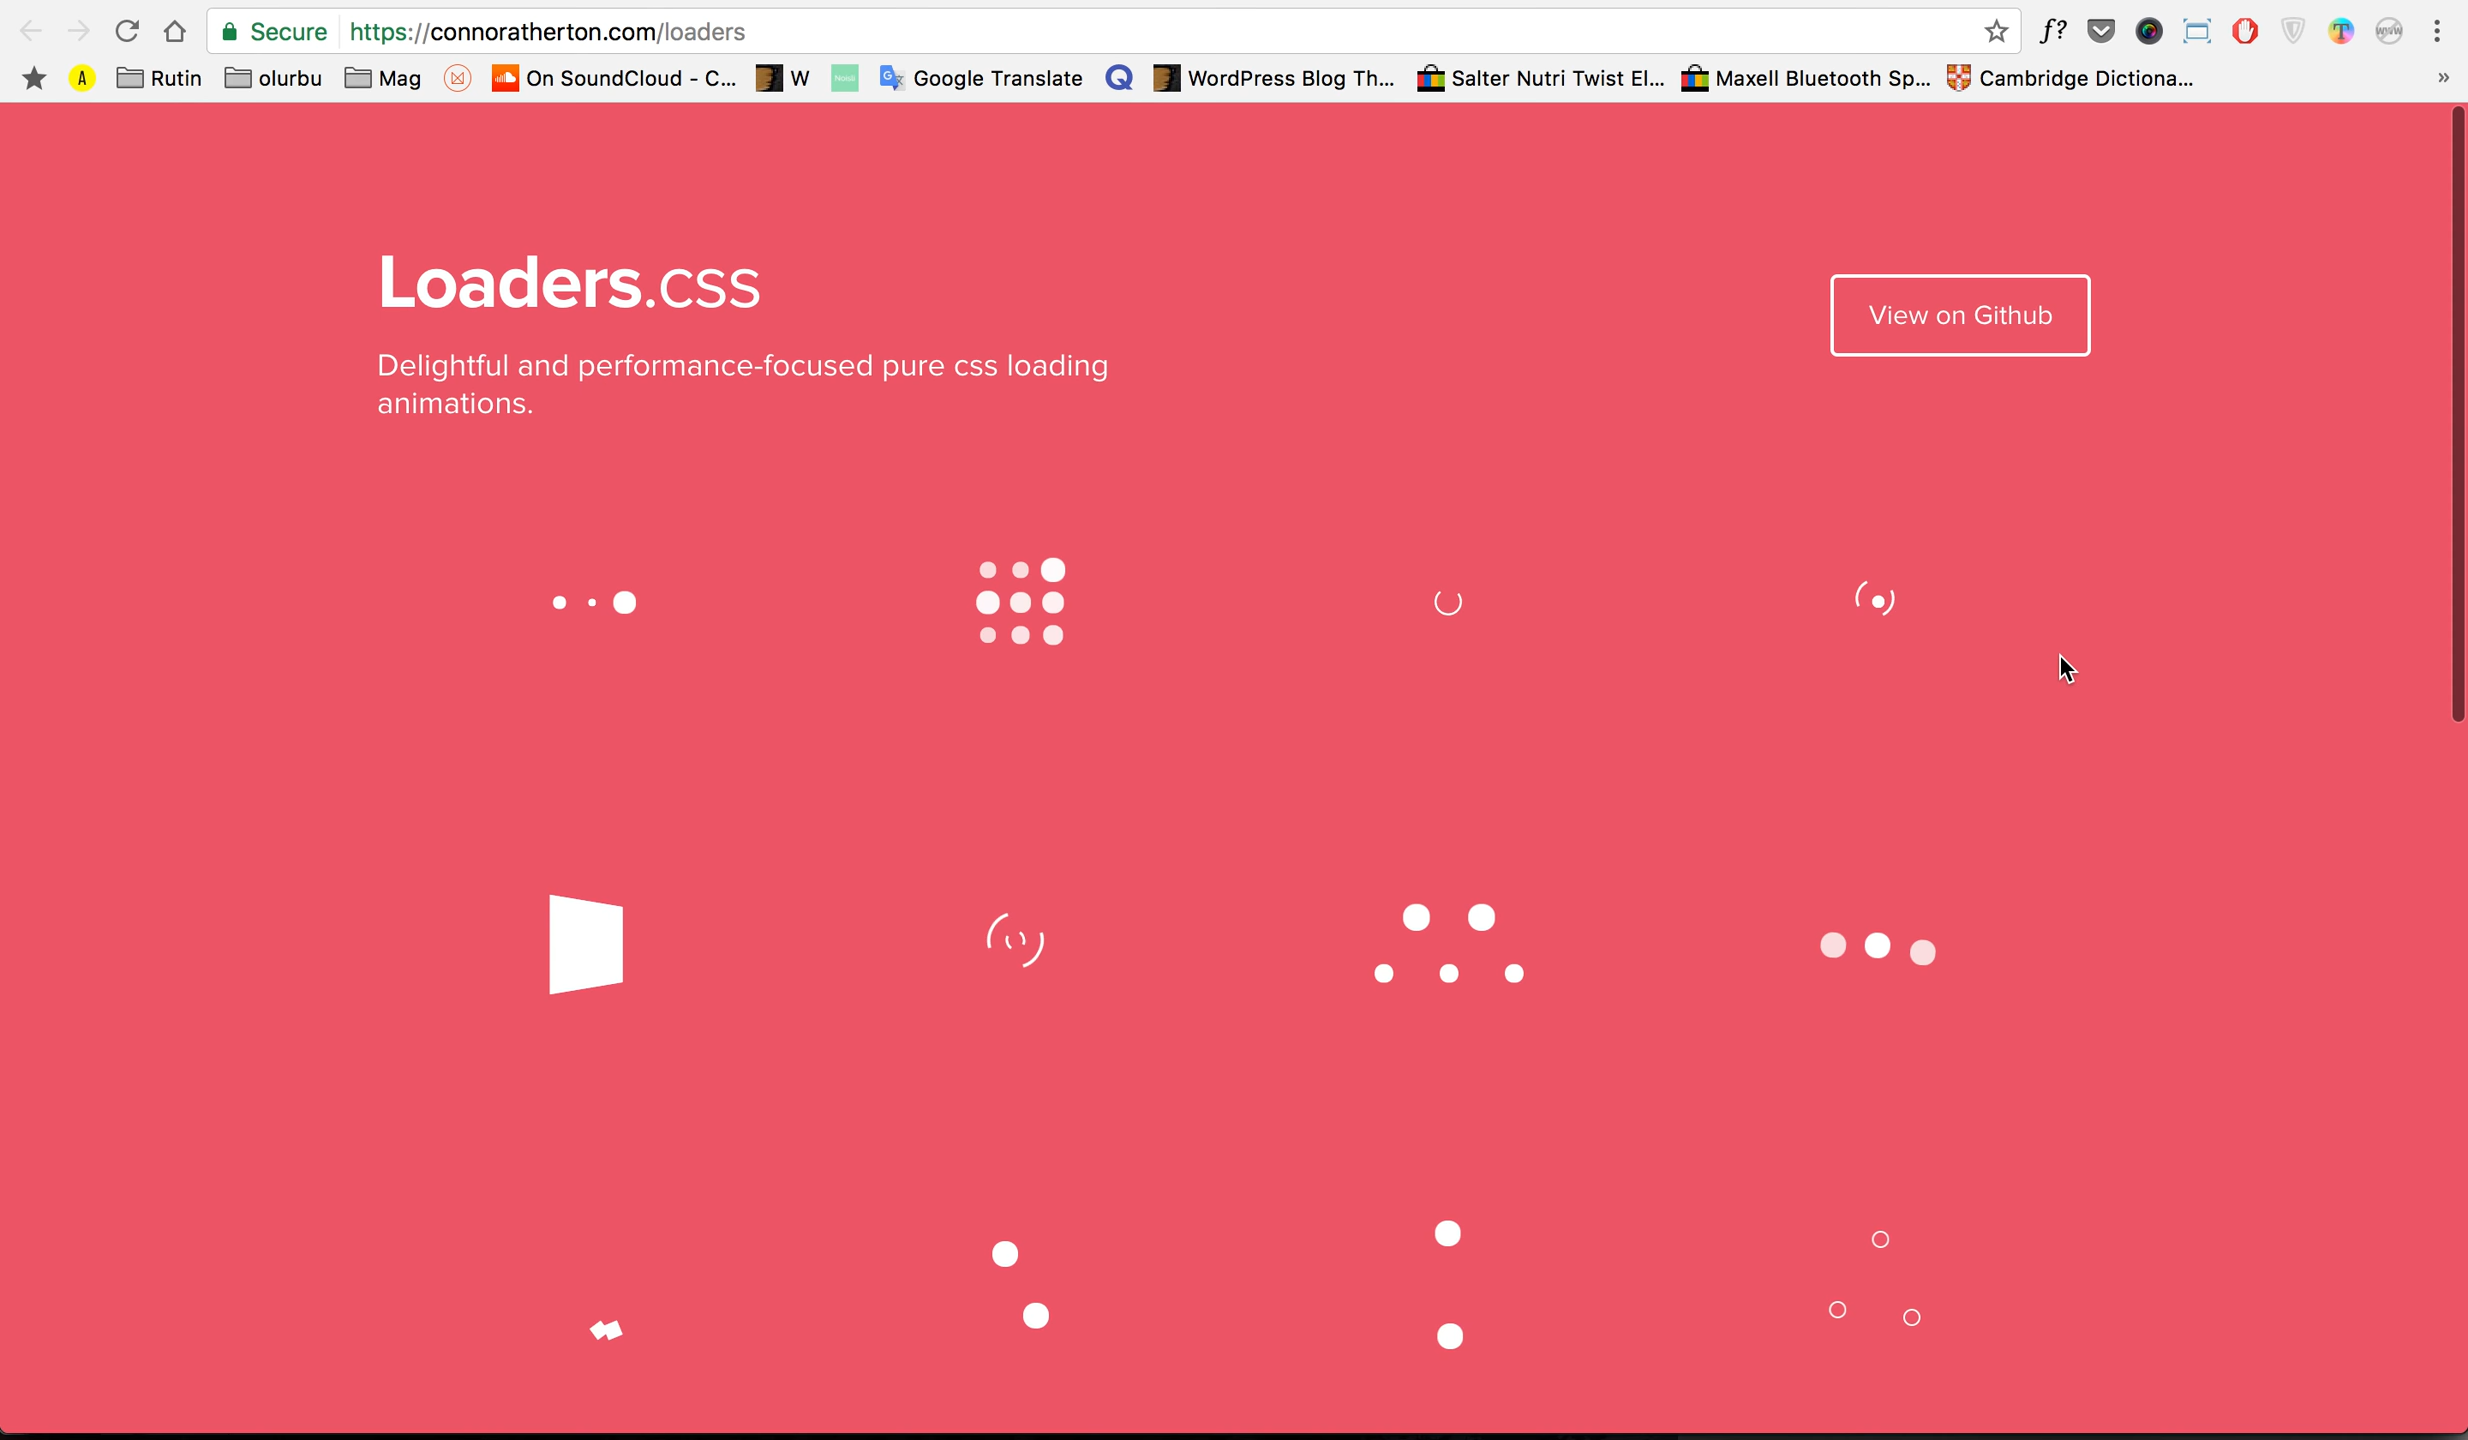 Secure https://connoratherton.com/loaders f?
A Rutin olurbu Mag On SoundCloud - C... W Noisli Google Translate Q WordPress Blog Th... Salter Nutri Twist El... Maxell Bluetooth Sp... Cambridge Dictiona... »
Loaders.css
View on Github
Delightful and performance-focused pure css loading
animations.